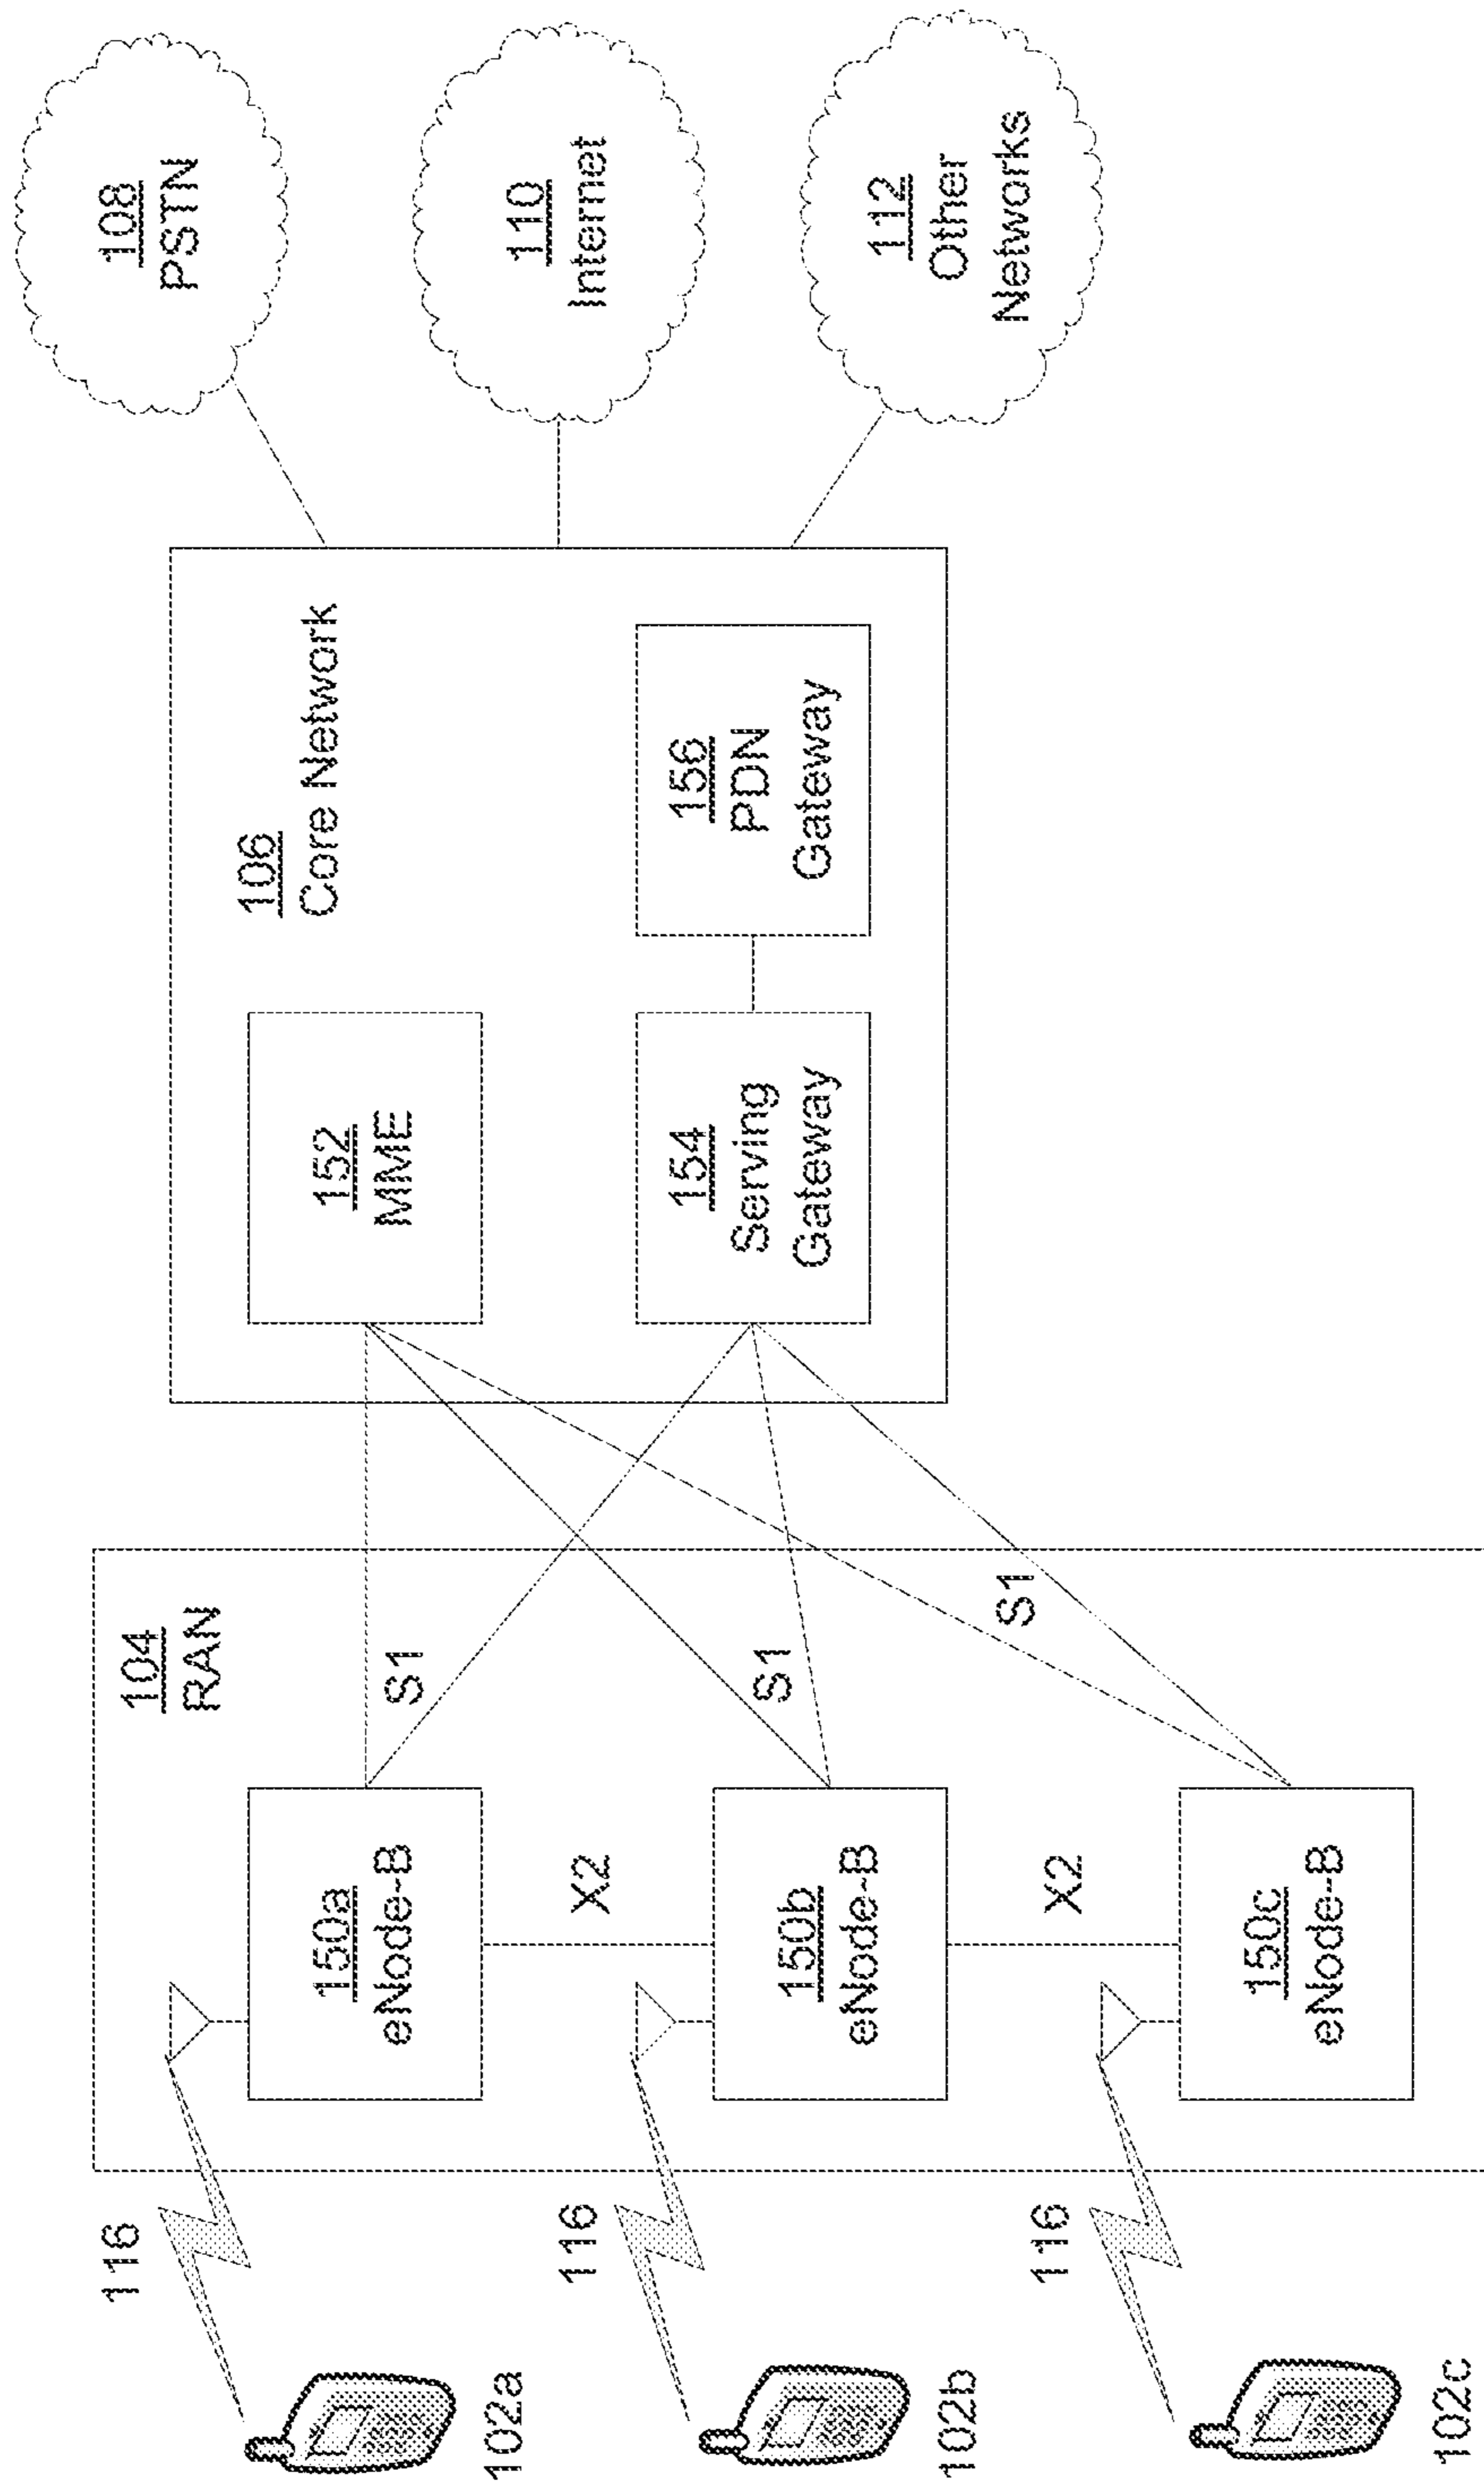 116
102a
116
102b
116
102c
104
RAN
150a
eNode-B
X2
150b
eNode-B
X2
150c
eNode-B
S1
S1
S1
106
Core Network
152
MME
154
Serving
Gateway
156
PDN
Gateway
108
PSTN
110
Internet
112
Other
Networks